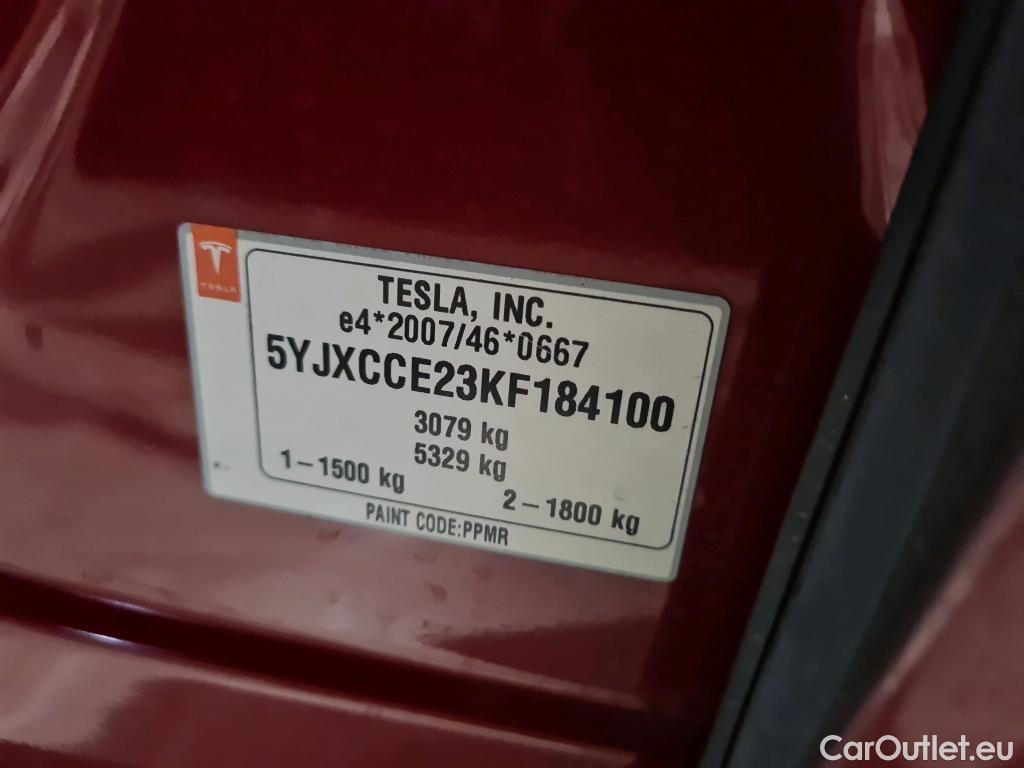 TESLA
TESLA, INC.
e4*2007/46*0667
5YJXCCE23KF184100
3079 kg
5329 kg
1 – 1500 kg
2 – 1800 kg
PAINT CODE:PPMR
CarOutlet.eu